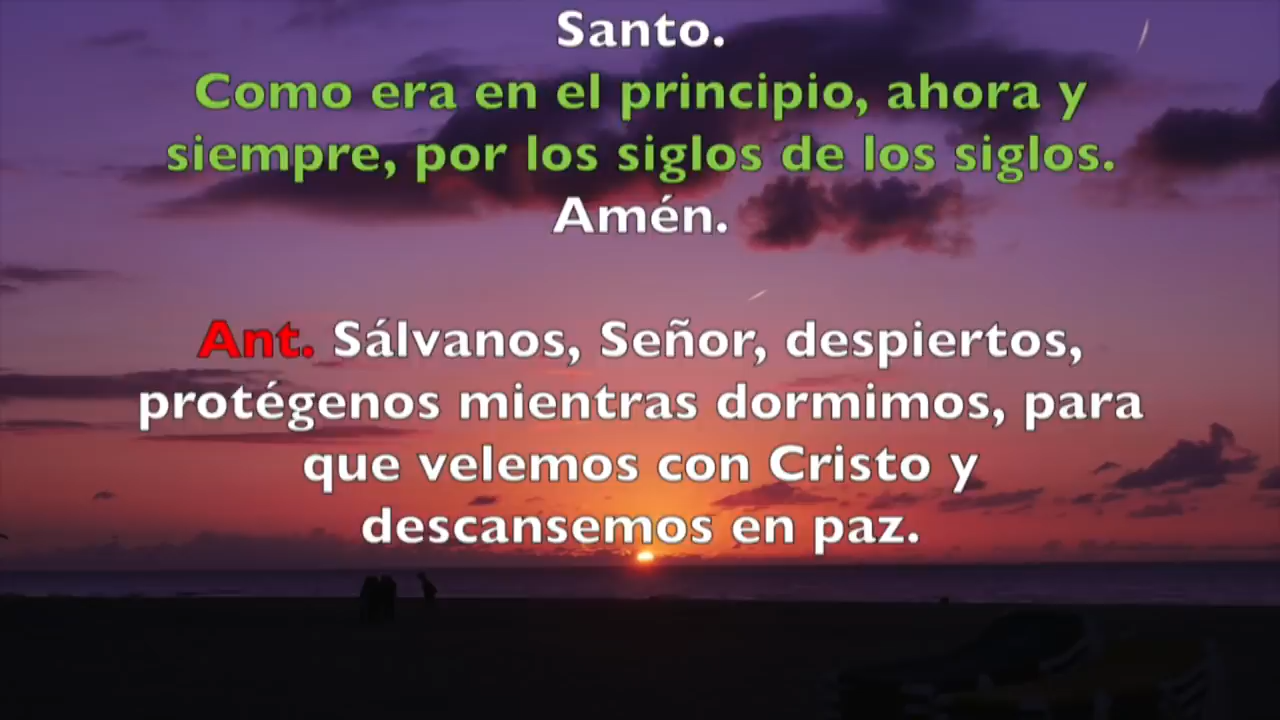 Santo.
Como era en el principio, ahora y
siempre, por los siglos de los siglos.
Amén.
Ant. Sálvanos, Señor, despiertos,
protégenos mientras dormimos, para
que velemos con Cristo y
descansemos en paz.